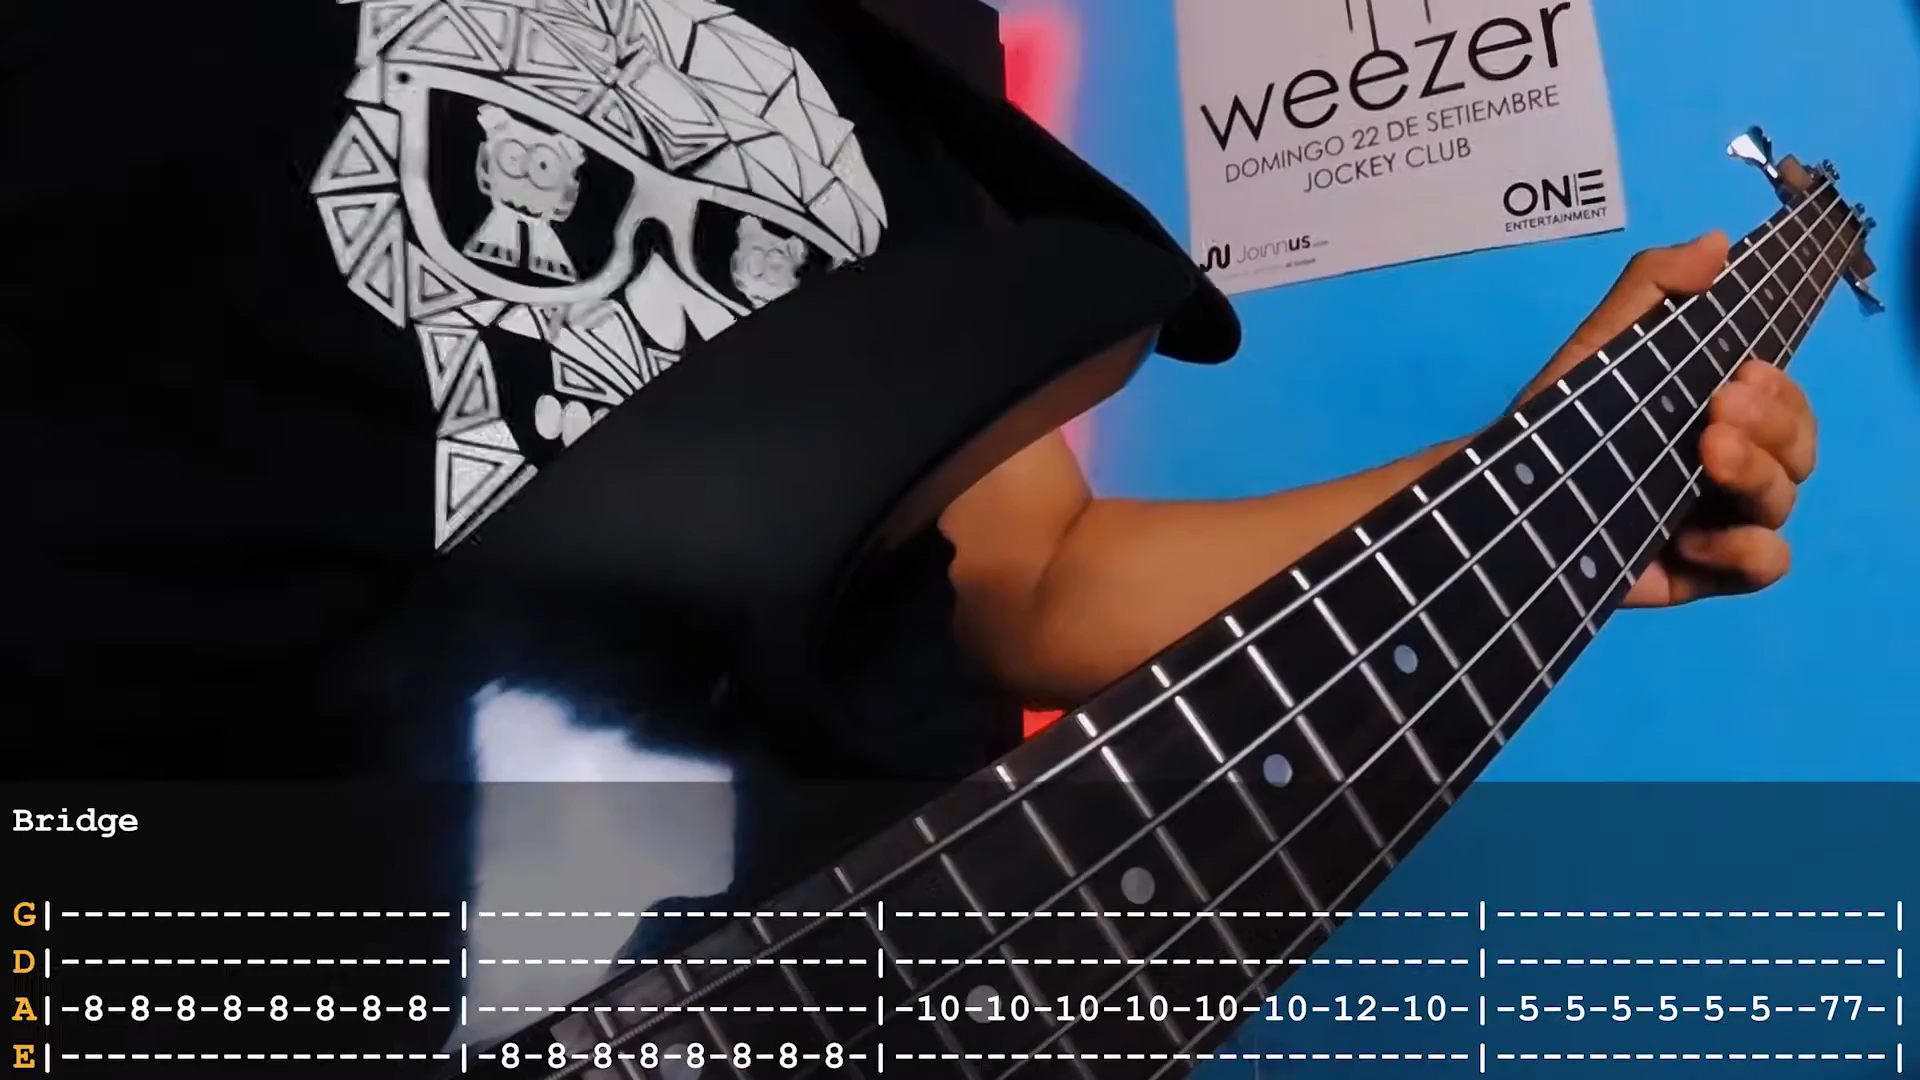 weezer
DOMINGO 22 DE SETIEMBRE
JOCKEY CLUB
ONE
ENTERTAINMENT
Joinnus.com
Bridge
G|-----------------|-----------------|-------------------------|-----------------|
D|-----------------|-----------------|-------------------------|-----------------|
A|-8-8-8-8-8-8-8-8-|-----------------|-10-10-10-10-10-10-12-10-|-5-5-5-5-5-5--77-|
E|-----------------|-8-8-8-8-8-8-8-8-|-------------------------|-----------------|